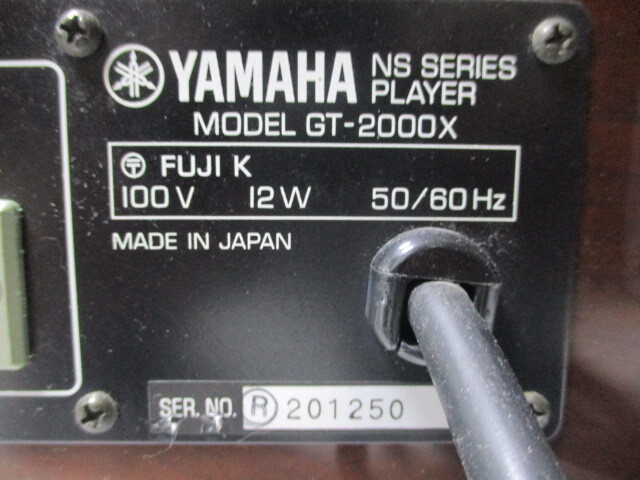 YAMAHA NS SERIES PLAYER
MODEL GT-2000X
〒 FUJI K
100V 12W 50/60Hz
MADE IN JAPAN
SER. NO. Ⓡ 201250